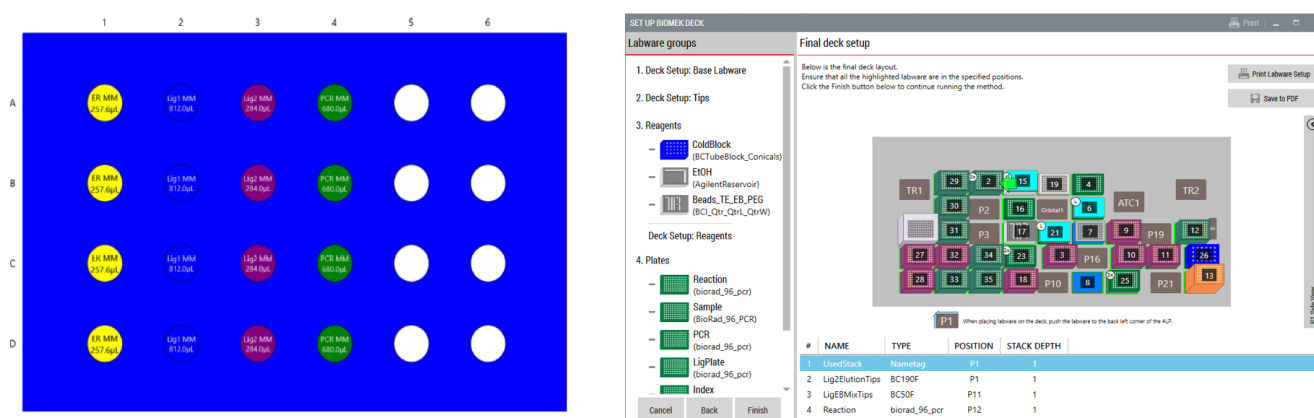 1 2 3 4 5 6
A
ER MM Lig1 MM Lig2 MM PCR MM
257.6µL 812.0µL 284.0µL 680.0µL
B
ER MM Lig1 MM Lig2 MM PCR MM
257.6µL 812.0µL 284.0µL 680.0µL
C
ER MM Lig1 MM Lig2 MM PCR MM
257.6µL 812.0µL 284.0µL 680.0µL
D
ER MM Lig1 MM Lig2 MM PCR MM
257.6µL 812.0µL 284.0µL 680.0µL
SET UP BIOMEK DECK Print
Labware groups
1. Deck Setup: Base Labware
2. Deck Setup: Tips
3. Reagents
ColdBlock
(BCTubeBlock_Conicals)
EtOH
(AgilentReservoir)
Beads_TE_EB_PEG
(BCI_Qtr_QtrL_QtrW)
Deck Setup: Reagents
4. Plates
Reaction
(biorad_96_pcr)
Sample
(BioRad_96_PCR)
PCR
(biorad_96_pcr)
LigPlate
(biorad_96_pcr)
Index
Cancel Back Finish
Final deck setup
Below is the final deck layout.
Ensure that all the highlighted labware are in the specified positions.
Click the Finish button below to continue running the method.
Print Labware Setup
Save to PDF
TR1 29 2 15 19 4 TR2
30 P2 16 Orbital1 6 ATC1
31 P3 17 21 7 9 P19 12
27 32 34 23 3 P16 10 11 26
28 33 35 18 P10 8 25 P21 13
P1 Side View
P1 When placing labware on the deck, push the labware to the back left corner of the ALP.
# NAME TYPE POSITION STACK DEPTH
1 UsedStack Nametag P1 1
2 Lig2ElutionTips BC190F P1 1
3 LigEBMixTips BC50F P11 1
4 Reaction biorad_96_pcr P12 1